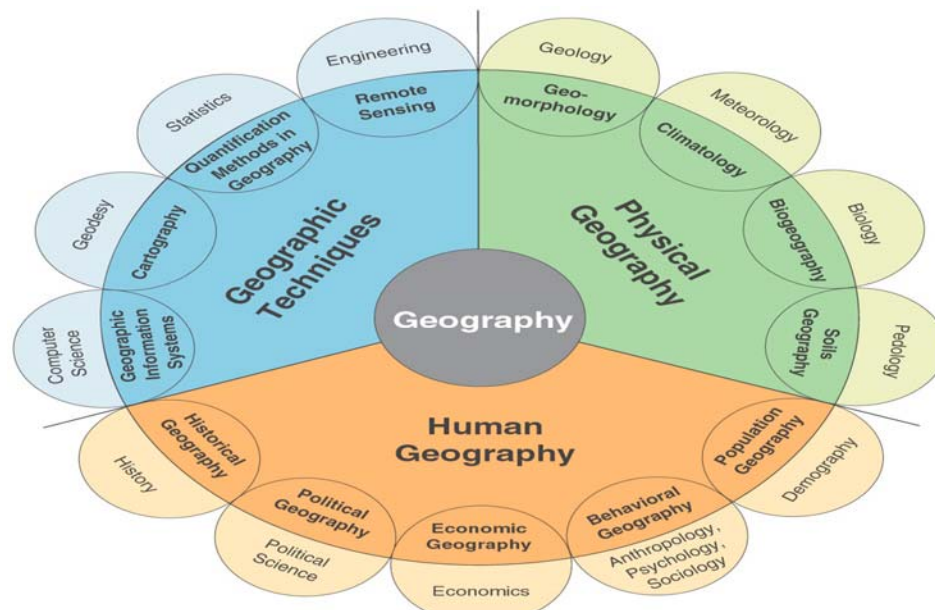 Engineering
Remote
Sensing
Statistics
Quantification
Methods in
Geography
Geodesy
Cartography
Computer
Science
Geographic
Information
Systems
Geographic
Techniques
Geology
Geo-
morphology
Meteorology
Climatology
Biology
Biogeography
Pedology
Soils
Geography
Physical
Geography
Geography
Human
Geography
Historical
Geography
History
Political
Geography
Political
Science
Economic
Geography
Economics
Behavioral
Geography
Anthropology,
Psychology,
Sociology
Population
Geography
Demography